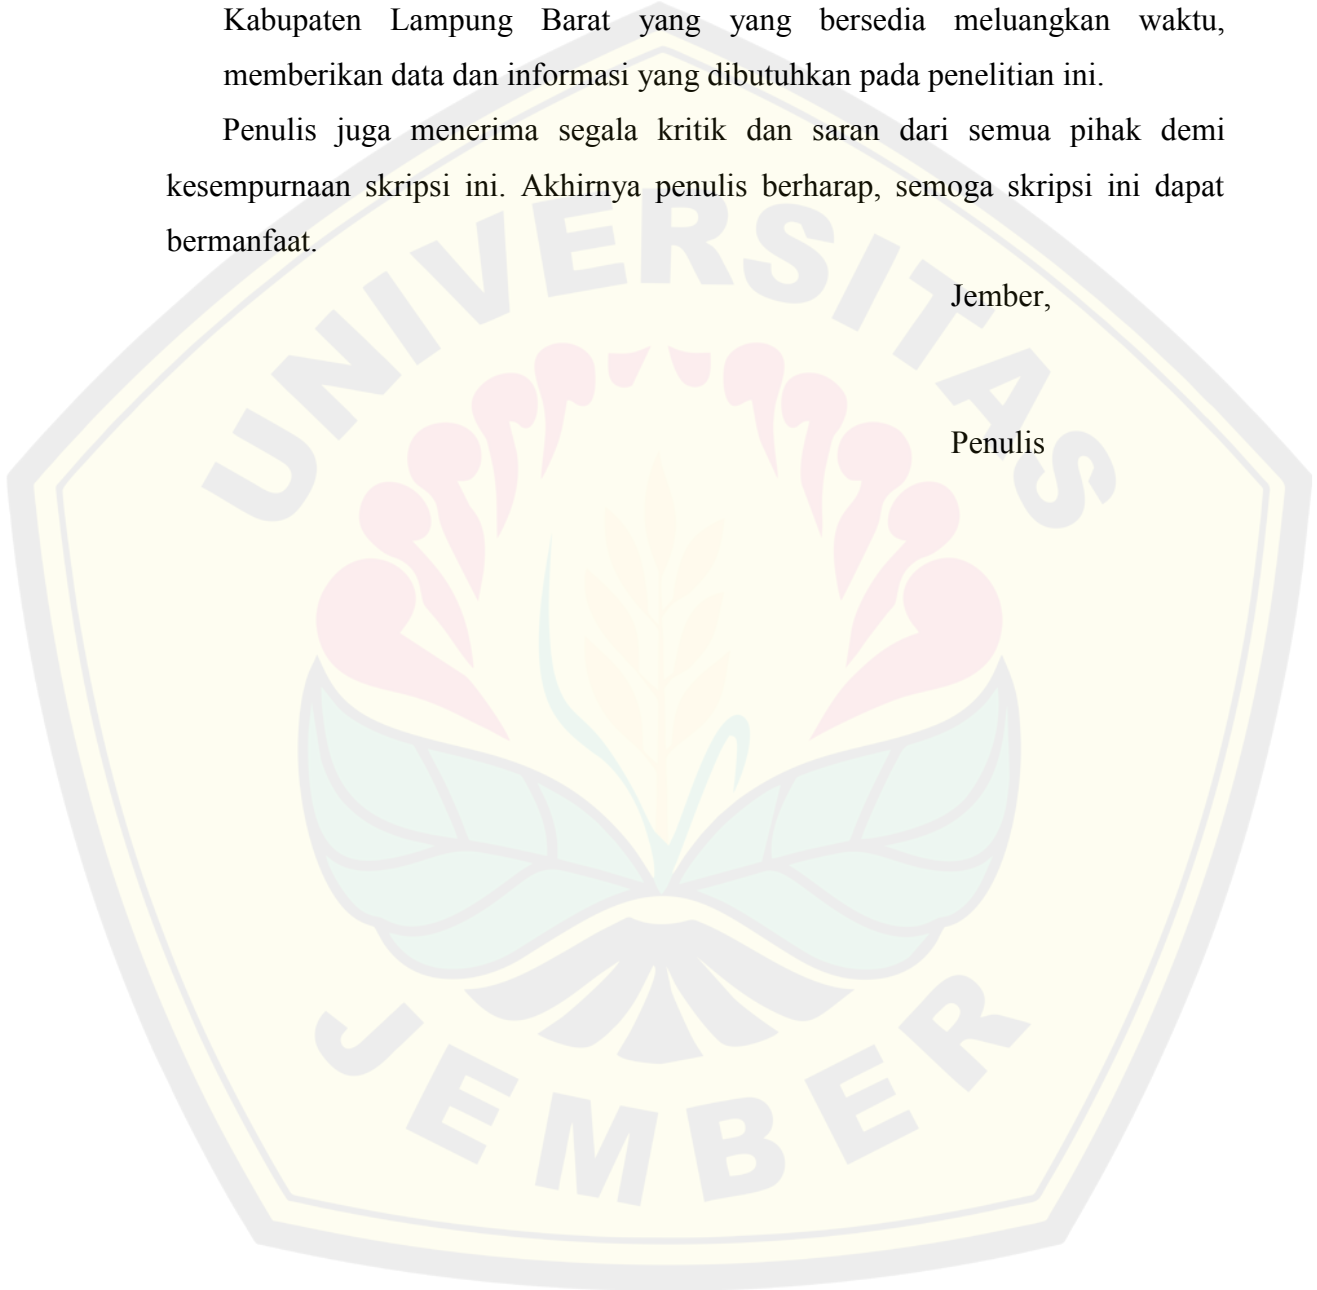 Kabupaten Lampung Barat yang yang bersedia meluangkan waktu,
memberikan data dan informasi yang dibutuhkan pada penelitian ini.
Penulis juga menerima segala kritik dan saran dari semua pihak demi
kesempurnaan skripsi ini. Akhirnya penulis berharap, semoga skripsi ini dapat
bermanfaat.
Jember,
Penulis
UNIVERSITAS
JEMBER